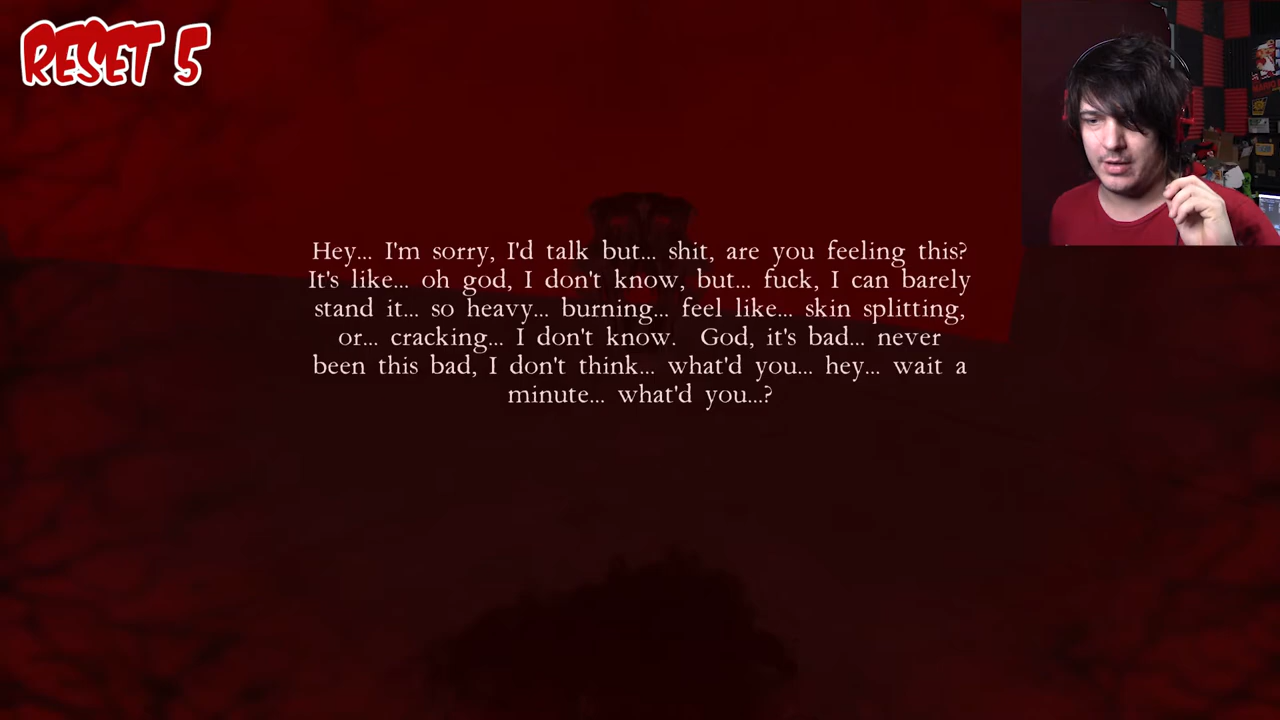 RESET 5
Hey... I'm sorry, I'd talk but... shit, are you feeling this?
It's like... oh god, I don't know, but... fuck, I can barely
stand it... so heavy... burning... feel like... skin splitting,
or... cracking... I don't know. God, it's bad... never
been this bad, I don't think... what'd you... hey... wait a
minute... what'd you...?